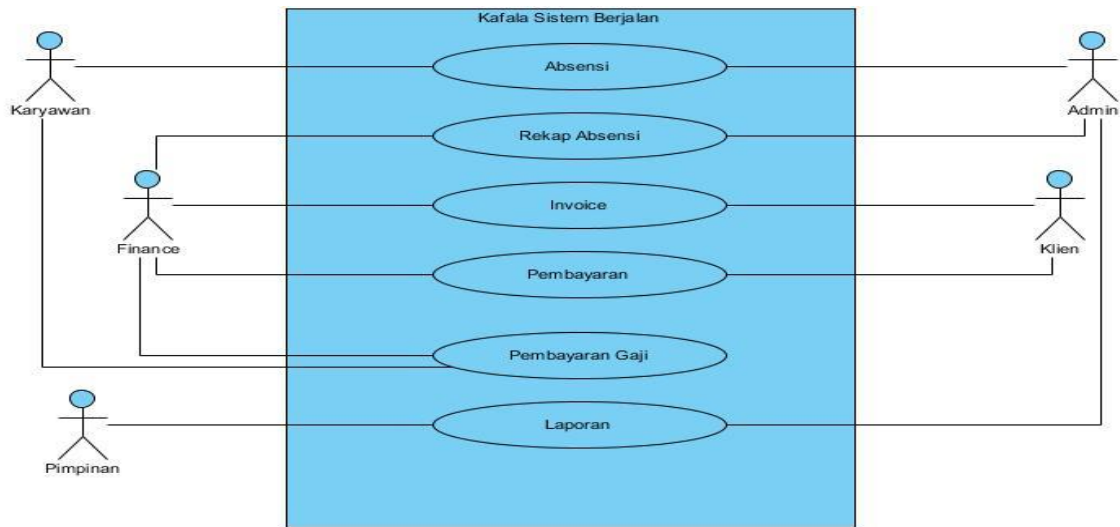 Kafala Sistem Berjalan
Absensi
Karyawan
Admin
Rekap Absensi
Invoice
Finance
Klien
Pembayaran
Pembayaran Gaji
Laporan
Pimpinan